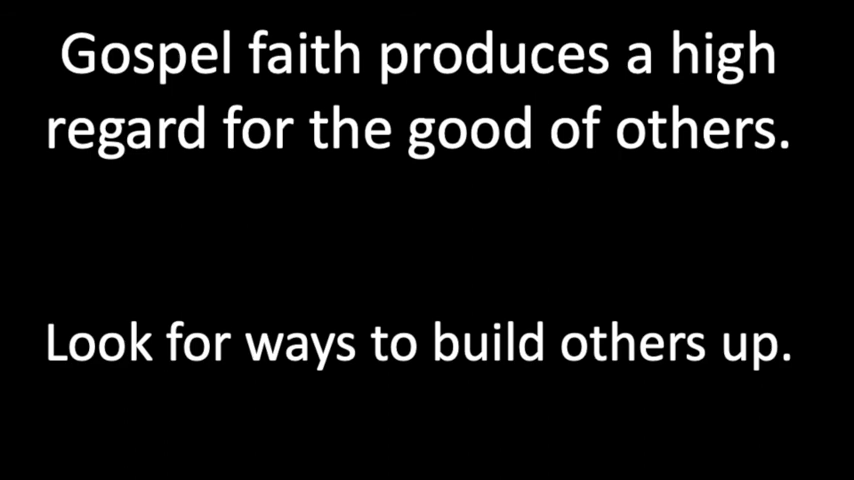 Gospel faith produces a high
regard for the good of others.
Look for ways to build others up.